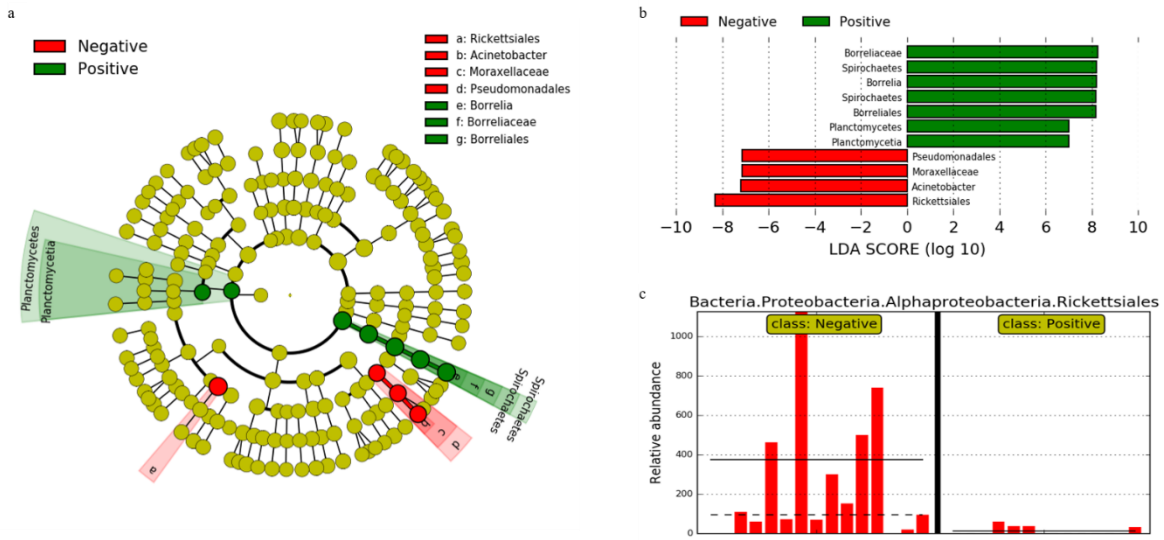 a
Negative
Positive
a: Rickettsiales
b: Acinetobacter
c: Moraxellaceae
d: Pseudomonadales
e: Borrelia
f: Borreliaceae
g: Borreliales
Planctomycetes
Planctomycetia
a
b
c
d
e
f
g
Spirochaetes
Spirochaetes
b
Negative
Positive
Borreliaceae
Spirochaetes
Borrelia
Spirochaetes
Borreliales
Planctomycetes
Planctomycetia
Pseudomonadales
Moraxellaceae
Acinetobacter
Rickettsiales
−10 −8 −6 −4 −2 0 2 4 6 8 10
LDA SCORE (log 10)
c
Bacteria.Proteobacteria.Alphaproteobacteria.Rickettsiales
class: Negative
class: Positive
Relative abundance
1000
800
600
400
200
0